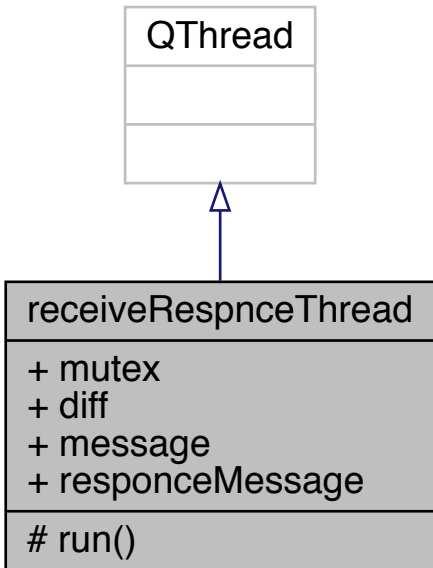 QThread
receiveRespnceThread
+ mutex
+ diff
+ message
+ responceMessage
# run()